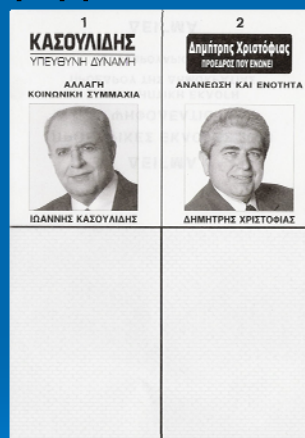 1
ΚΑΣΟΥΛΙΔΗΣ
ΥΠΕΥΘΥΝΗ ΔΥΝΑΜΗ
ΑΛΛΑΓΗ
ΚΟΙΝΩΝΙΚΗ ΣΥΜΜΑΧΙΑ
ΙΩΑΝΝΗΣ ΚΑΣΟΥΛΙΔΗΣ
2
Δημήτρης Χριστόφιας
ΠΡΟΕΔΡΟΣ ΠΟΥ ΕΝΩΝΕΙ
ΑΝΑΝΕΩΣΗ ΚΑΙ ΕΝΟΤΗΤΑ
ΔΗΜΗΤΡΗΣ ΧΡΙΣΤΟΦΙΑΣ